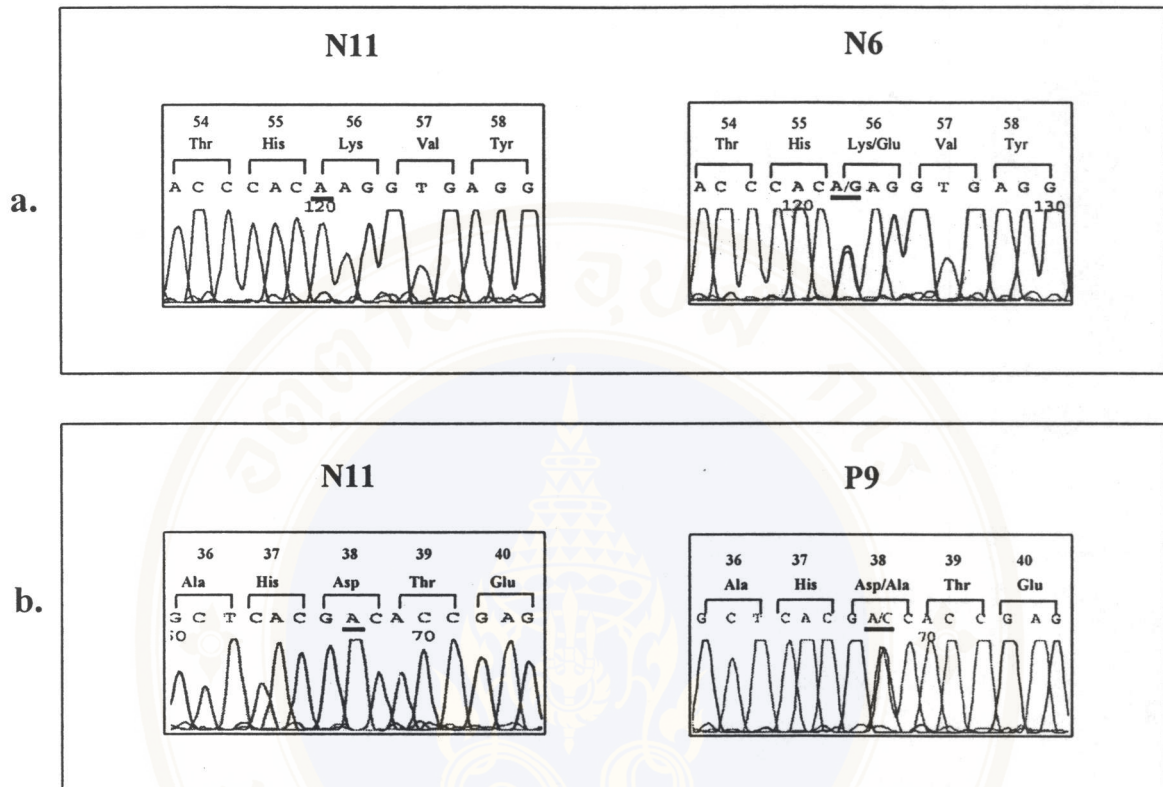 a.
N11
54 55 56 57 58
Thr His Lys Val Tyr
A C C C A C A A G G T G A G G
120
N6
54 55 56 57 58
Thr His Lys/Glu Val Tyr
A C C C A C A/G A G G T G A G G
120 130
b.
N11
36 37 38 39 40
Ala His Asp Thr Glu
G C T C A C G A C A C C G A G
50 70
P9
36 37 38 39 40
Ala His Asp/Ala Thr Glu
G C T C A C G A/C C A C C G A G
70